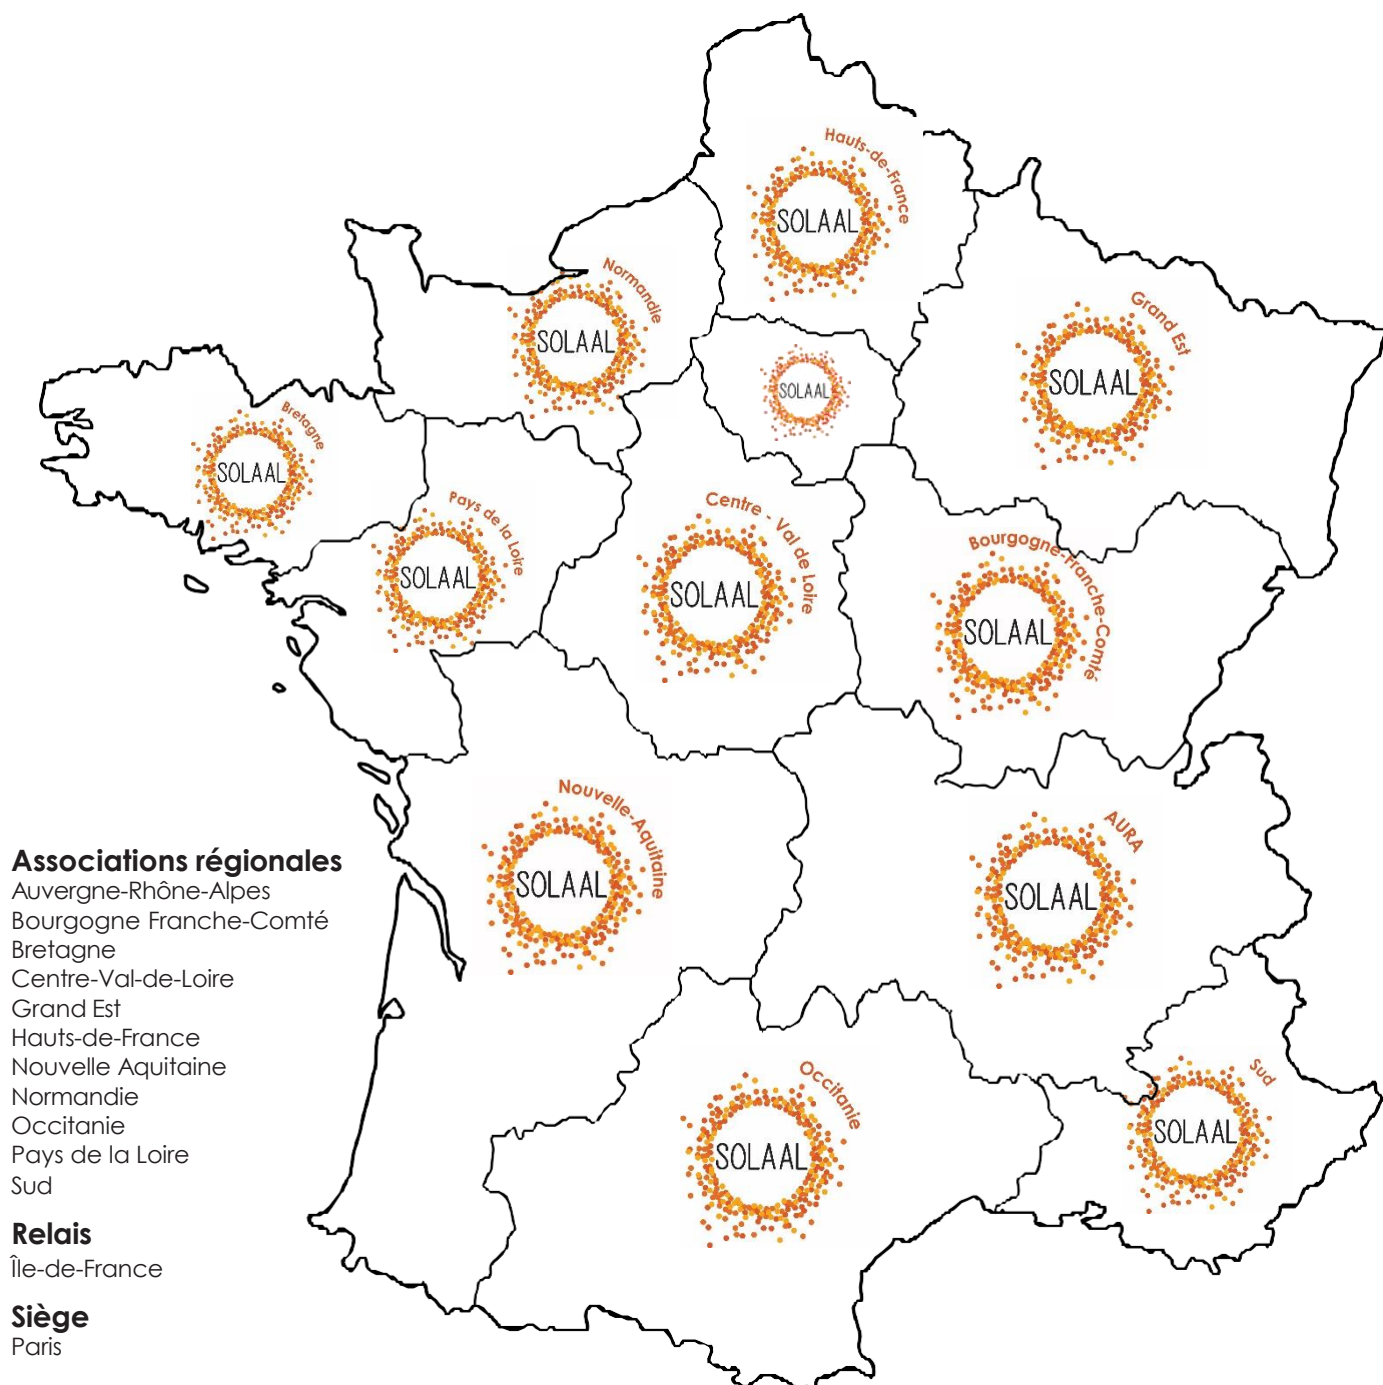 Hauts-de-France
SOLAAL
Normandie
SOLAAL
Grand Est
SOLAAL
SOLAAL
Bretagne
SOLAAL
Pays de la Loire
SOLAAL
Centre - Val de Loire
SOLAAL
Bourgogne-Franche-Comté
SOLAAL
Nouvelle-Aquitaine
SOLAAL
AURA
SOLAAL
Occitanie
SOLAAL
Sud
SOLAAL
Associations régionales
Auvergne-Rhône-Alpes
Bourgogne Franche-Comté
Bretagne
Centre-Val-de-Loire
Grand Est
Hauts-de-France
Nouvelle Aquitaine
Normandie
Occitanie
Pays de la Loire
Sud
Relais
Île-de-France
Siège
Paris